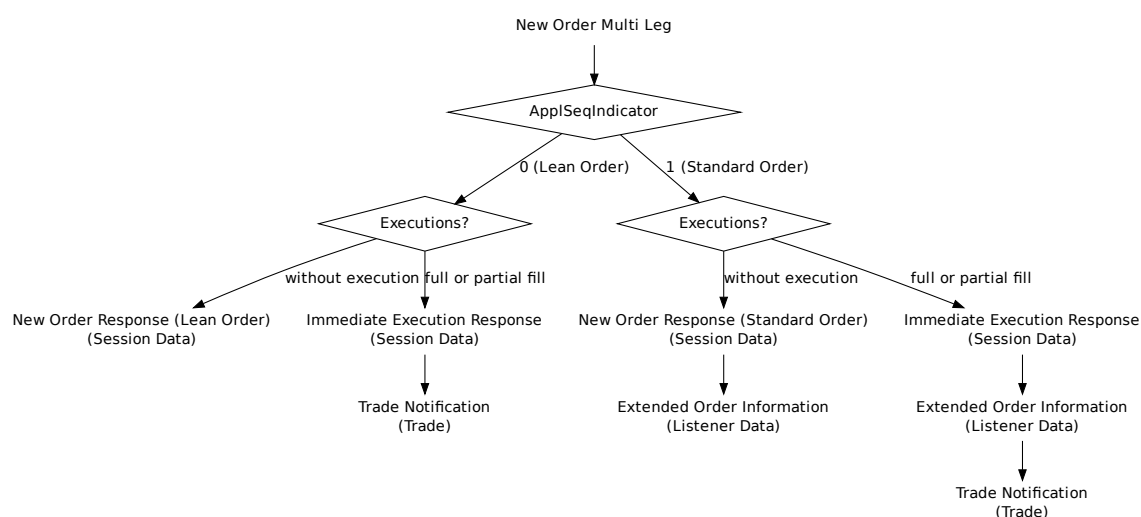 New Order Multi Leg
ApplSeqIndicator
0 (Lean Order)
1 (Standard Order)
Executions?
Executions?
without execution
full or partial fill
without execution
full or partial fill
New Order Response (Lean Order)
(Session Data)
Immediate Execution Response
(Session Data)
New Order Response (Standard Order)
(Session Data)
Immediate Execution Response
(Session Data)
Trade Notification
(Trade)
Extended Order Information
(Listener Data)
Extended Order Information
(Listener Data)
Trade Notification
(Trade)